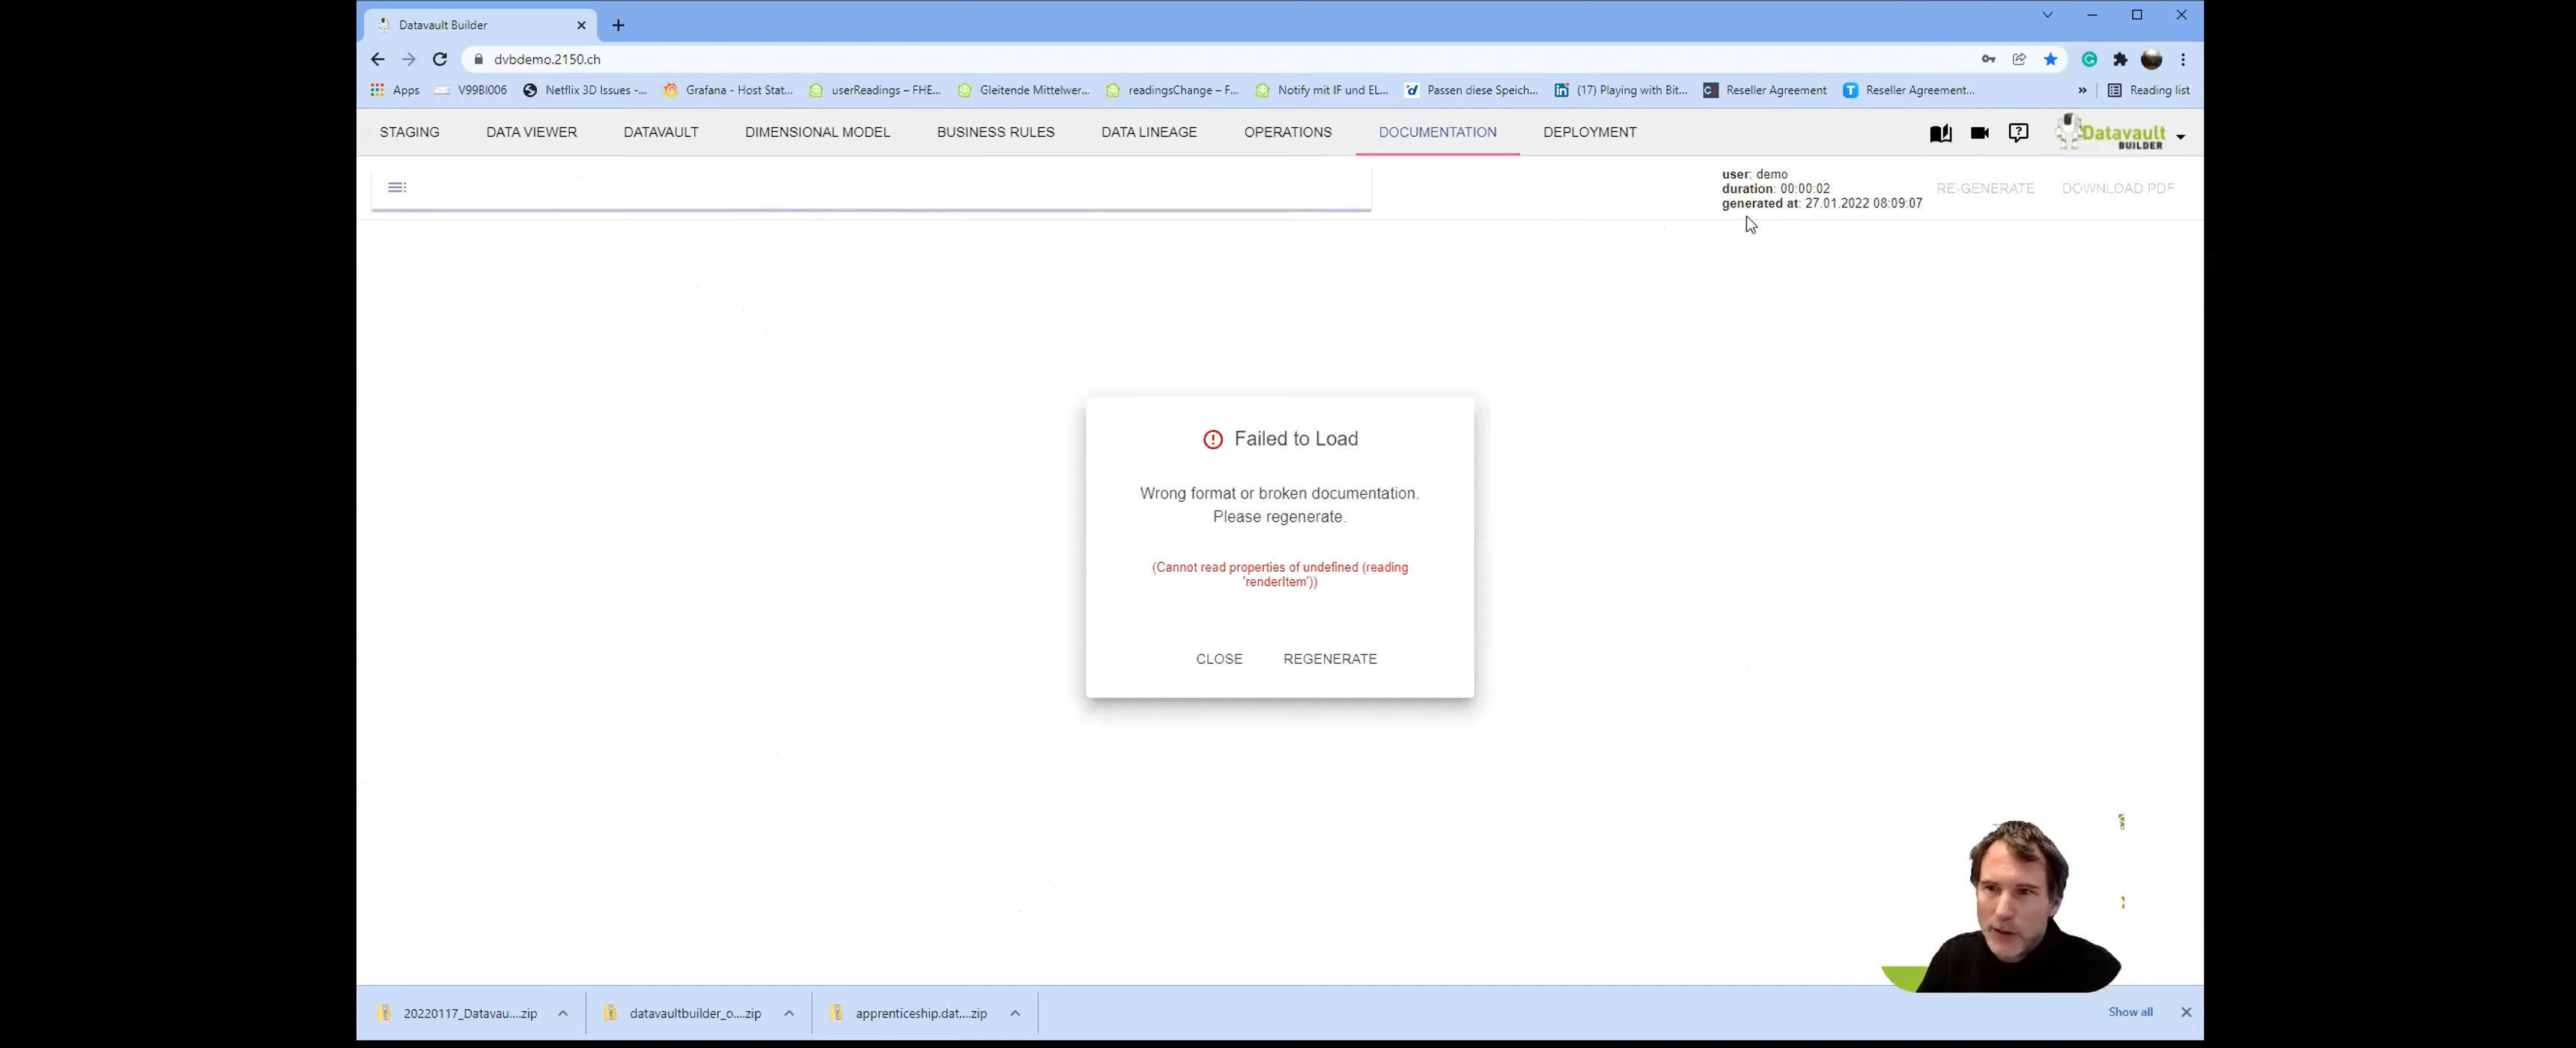 Datavault Builder
dvbdemo.2150.ch
Apps V99BI006 Netflix 3D Issues -... Grafana - Host Stat... userReadings – FHE... Gleitende Mittelwer... readingsChange – F... Notify mit IF und EL... Passen diese Speich... (17) Playing with Bit... Reseller Agreement Reseller Agreement... » Reading list
STAGING DATA VIEWER DATAVAULT DIMENSIONAL MODEL BUSINESS RULES DATA LINEAGE OPERATIONS DOCUMENTATION DEPLOYMENT Datavault BUILDER
user: demo
duration: 00:00:02 RE-GENERATE DOWNLOAD PDF
generated at: 27.01.2022 08:09:07
Failed to Load
Wrong format or broken documentation.
Please regenerate.
(Cannot read properties of undefined (reading
'renderItem'))
CLOSE REGENERATE
20220117_Datavau....zip datavaultbuilder_o....zip apprenticeship.dat....zip Show all